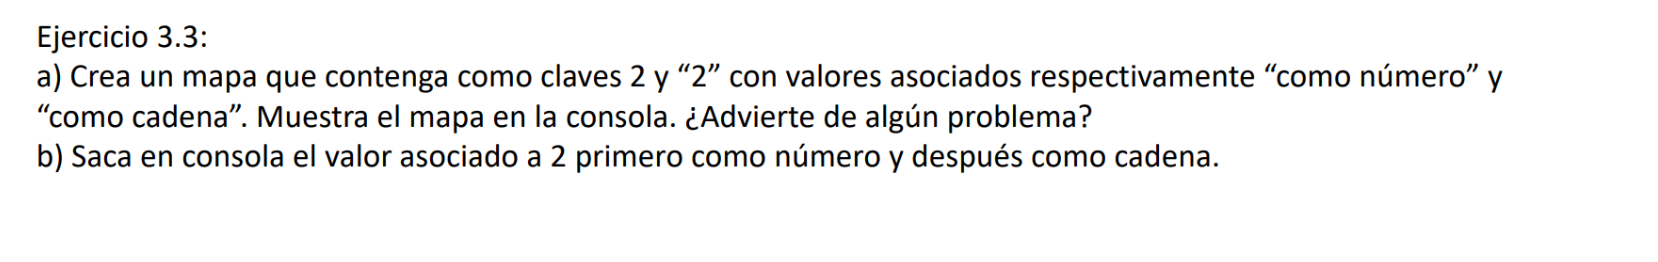 Ejercicio 3.3:
a) Crea un mapa que contenga como claves 2 y “2” con valores asociados respectivamente “como número” y
“como cadena”. Muestra el mapa en la consola. ¿Advierte de algún problema?
b) Saca en consola el valor asociado a 2 primero como número y después como cadena.